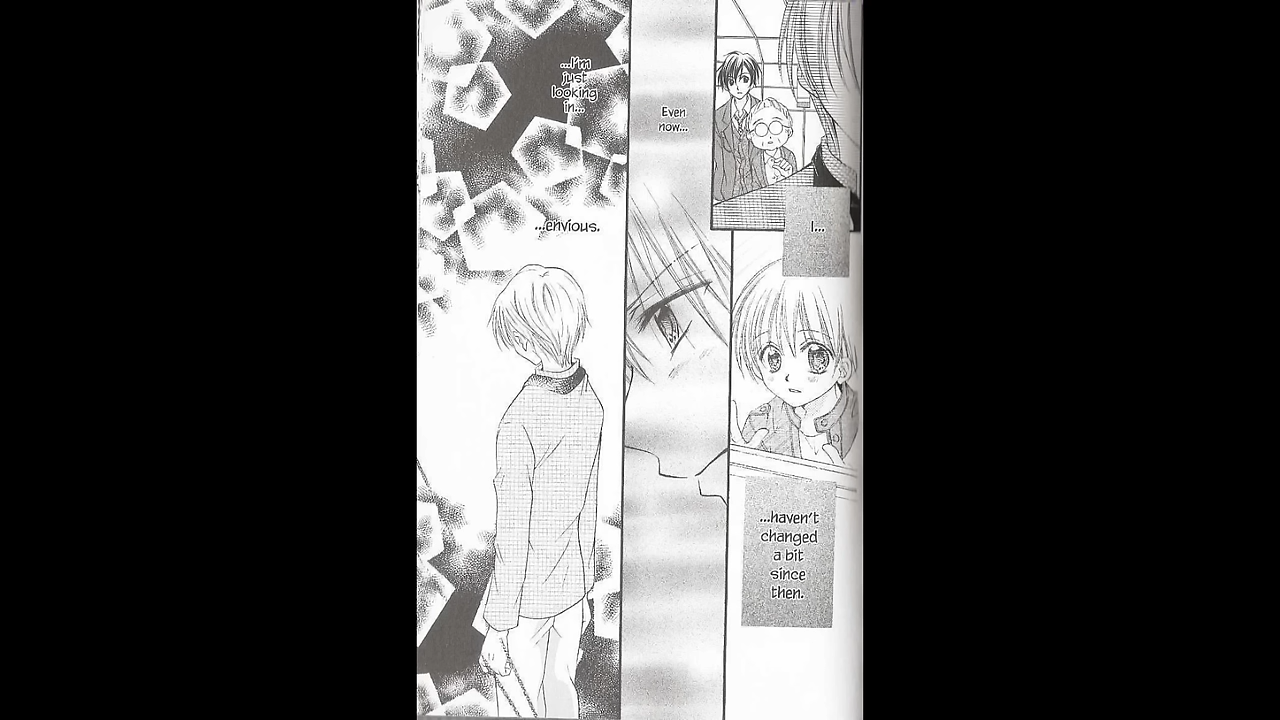 I...
...haven't
changed
a bit
since
then.
Even
now...
...I'm
just
looking
in...
...envious.